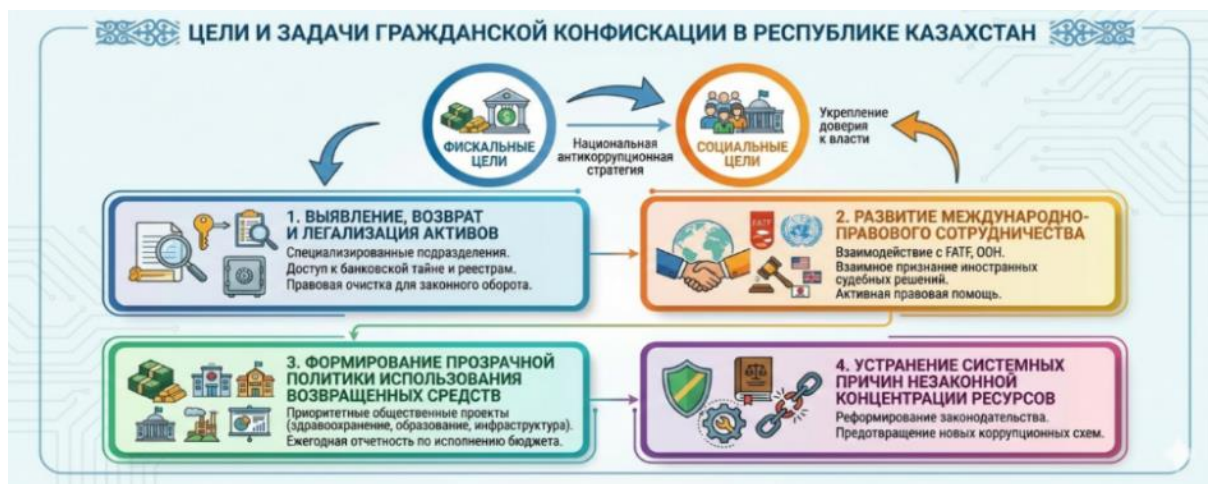 ЦЕЛИ И ЗАДАЧИ ГРАЖДАНСКОЙ КОНФИСКАЦИИ В РЕСПУБЛИКЕ КАЗАХСТАН
ФИСКАЛЬНЫЕ
ЦЕЛИ
Национальная
антикоррупционная
стратегия
СОЦИАЛЬНЫЕ
ЦЕЛИ
Укрепление
доверия
к власти
1. ВЫЯВЛЕНИЕ, ВОЗВРАТ
И ЛЕГАЛИЗАЦИЯ АКТИВОВ
Специализированные подразделения.
Доступ к банковской тайне и реестрам.
Правовая очистка для законного оборота.
FATF
2. РАЗВИТИЕ МЕЖДУНАРОДНО-
ПРАВОВОГО СОТРУДНИЧЕСТВА
Взаимодействие с FATF, ООН.
Взаимное признание иностранных
судебных решений.
Активная правовая помощь.
3. ФОРМИРОВАНИЕ ПРОЗРАЧНОЙ
ПОЛИТИКИ ИСПОЛЬЗОВАНИЯ
ВОЗВРАЩЕННЫХ СРЕДСТВ
Приоритетные общественные проекты
(здравоохранение, образование, инфраструктура).
Ежегодная отчетность по исполнению бюджета.
4. УСТРАНЕНИЕ СИСТЕМНЫХ
ПРИЧИН НЕЗАКОННОЙ
КОНЦЕНТРАЦИИ РЕСУРСОВ
Реформирование законодательства.
Предотвращение новых коррупционных схем.